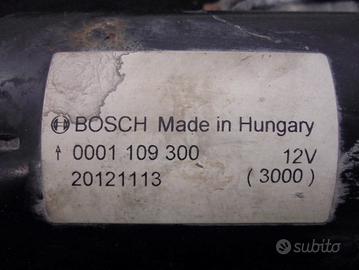 BOSCH Made in Hungary
0001 109 300 12V
20121113 (3000)
subito